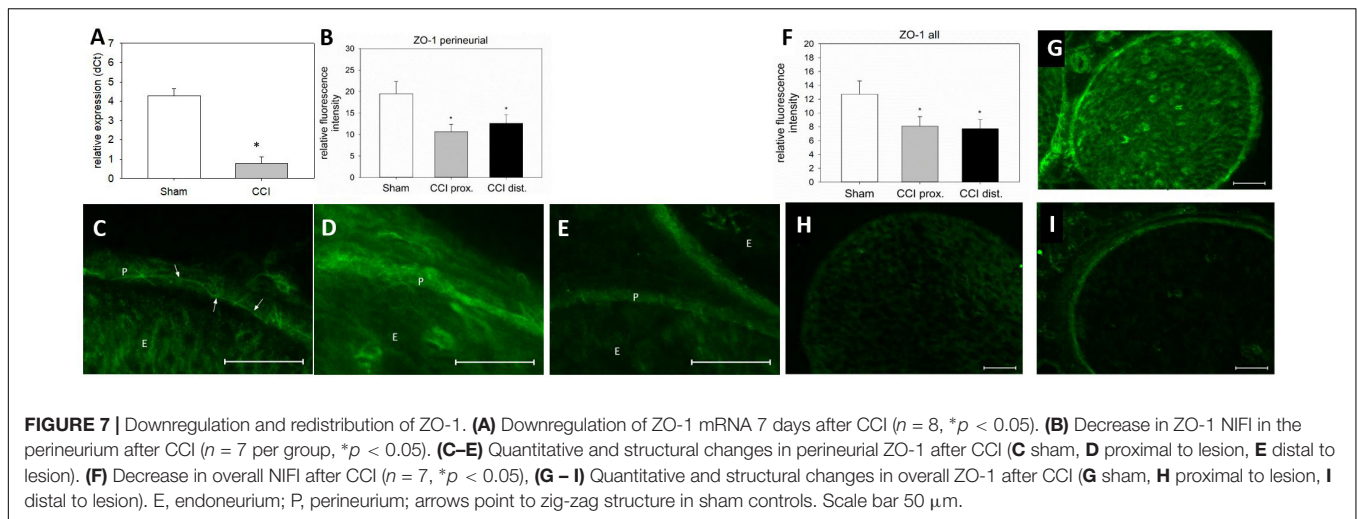 A
7
6
5
4
3
2
1
0
relative expression (dCt)
*
Sham
CCI
B
ZO-1 perineurial
30
25
20
15
10
5
0
relative fluorescence
intensity
*
*
Sham
CCI prox.
CCI dist.
F
ZO-1 all
20
18
16
14
12
10
8
6
4
2
0
relative fluorescence
intensity
*
*
Sham
CCI prox.
CCI dist.
G
C
P
E
D
P
E
E
E
P
E
H
I
FIGURE 7 | Downregulation and redistribution of ZO-1. (A) Downregulation of ZO-1 mRNA 7 days after CCI (n = 8, *p < 0.05). (B) Decrease in ZO-1 NIFI in the
perineurium after CCI (n = 7 per group, *p < 0.05). (C–E) Quantitative and structural changes in perineurial ZO-1 after CCI (C sham, D proximal to lesion, E distal to
lesion). (F) Decrease in overall NIFI after CCI (n = 7, *p < 0.05), (G – I) Quantitative and structural changes in overall ZO-1 after CCI (G sham, H proximal to lesion, I
distal to lesion). E, endoneurium; P, perineurium; arrows point to zig-zag structure in sham controls. Scale bar 50 μm.